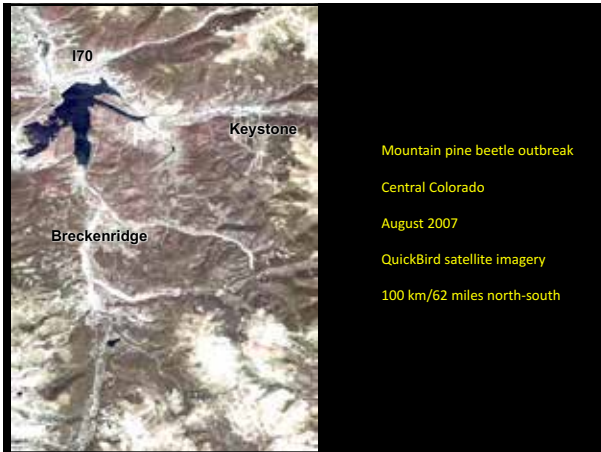 I70
Keystone
Breckenridge
Mountain pine beetle outbreak
Central Colorado
August 2007
QuickBird satellite imagery
100 km/62 miles north-south